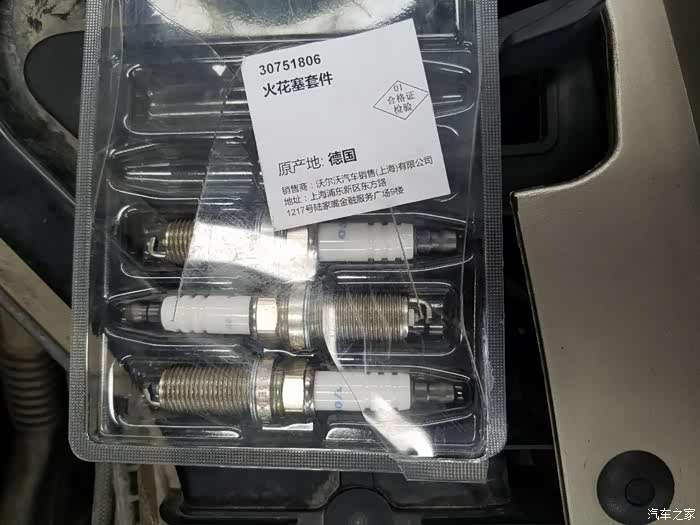 30751806
火花塞套件
01
合格证
检验
原产地: 德国
销售商：沃尔沃汽车销售(上海)有限公司
地址：上海浦东新区东方路
1217号陆家嘴金融服务广场9楼
汽车之家